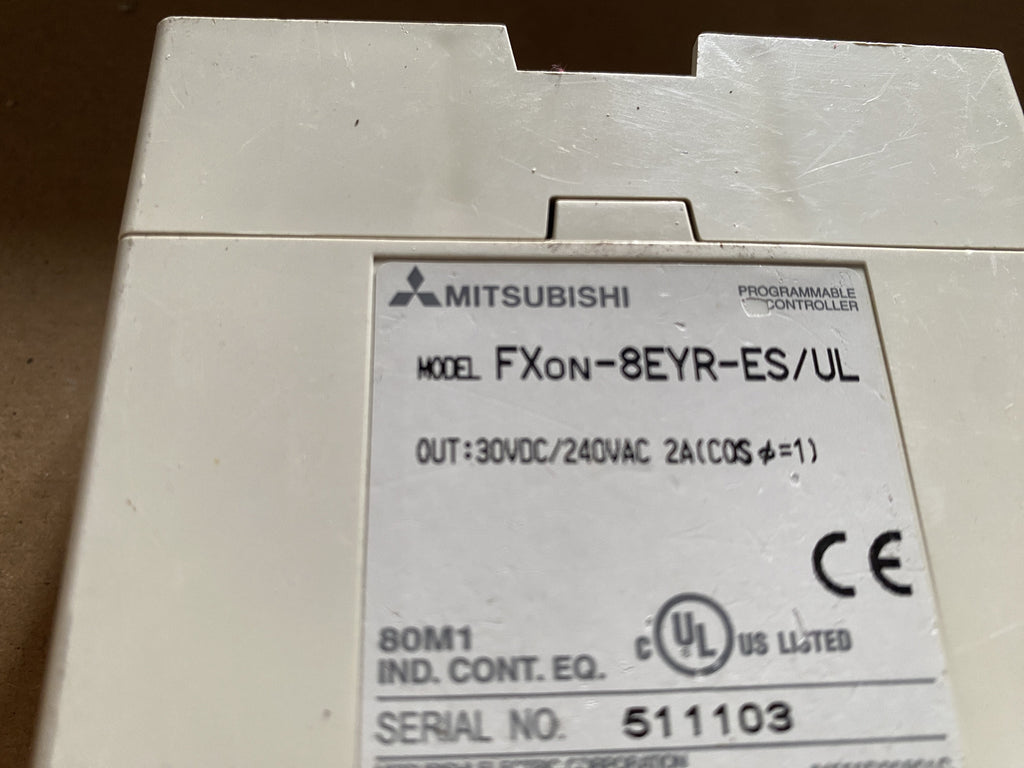 MITSUBISHI
PROGRAMMABLE
CONTROLLER
MODEL FX0N-8EYR-ES/UL
OUT:30VDC/240VAC 2A(COS φ=1)
CE
80M1
IND. CONT. EQ.
C UL US LISTED
SERIAL NO. 511103